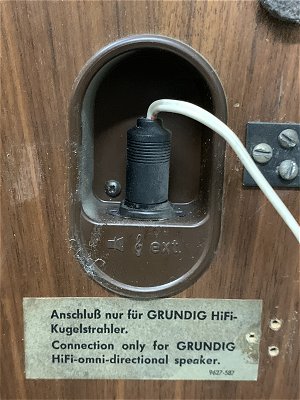 ext.
Anschluß nur für GRUNDIG HiFi-
Kugelstrahler.
Connection only for GRUNDIG
HiFi-omni-directional speaker.
9627-587